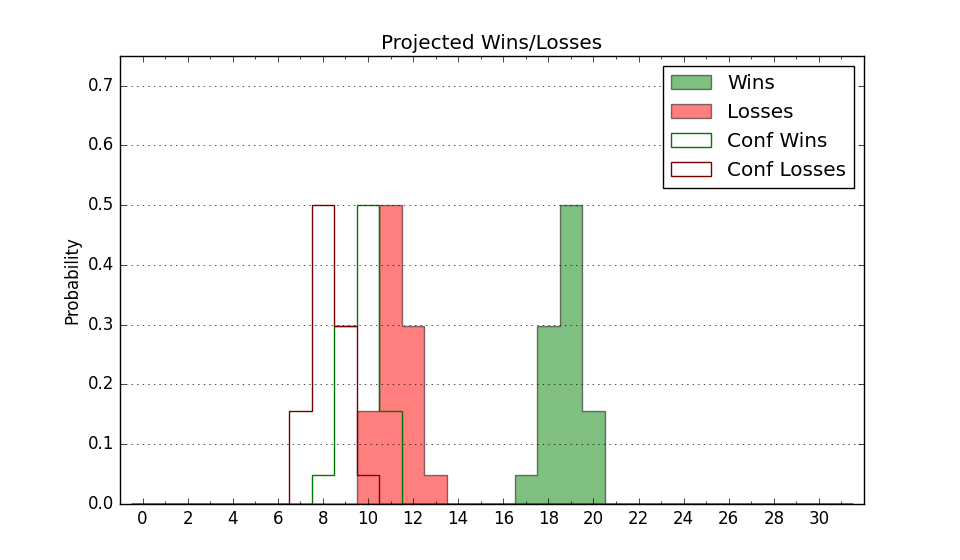 Projected Wins/Losses
Wins
Losses
Conf Wins
Conf Losses
Probability
0.7
0.6
0.5
0.4
0.3
0.2
0.1
0.0
0 2 4 6 8 10 12 14 16 18 20 22 24 26 28 30